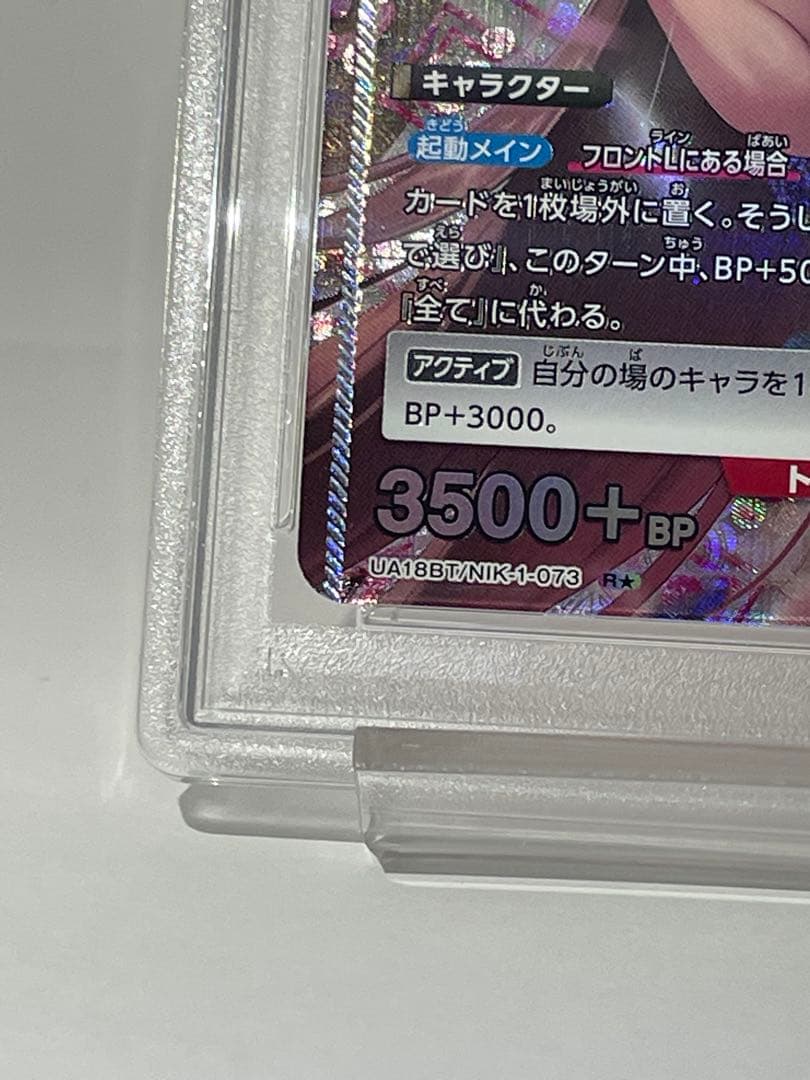 キャラクター
起動メイン フロントLにある場合
カードを1枚場外に置く。そうし
で選び』、このターン中、BP+50
『全て』に代わる。
アクティブ 自分の場のキャラを1
BP+3000。
3500+BP
UA18BT/NIK-1-073 R★